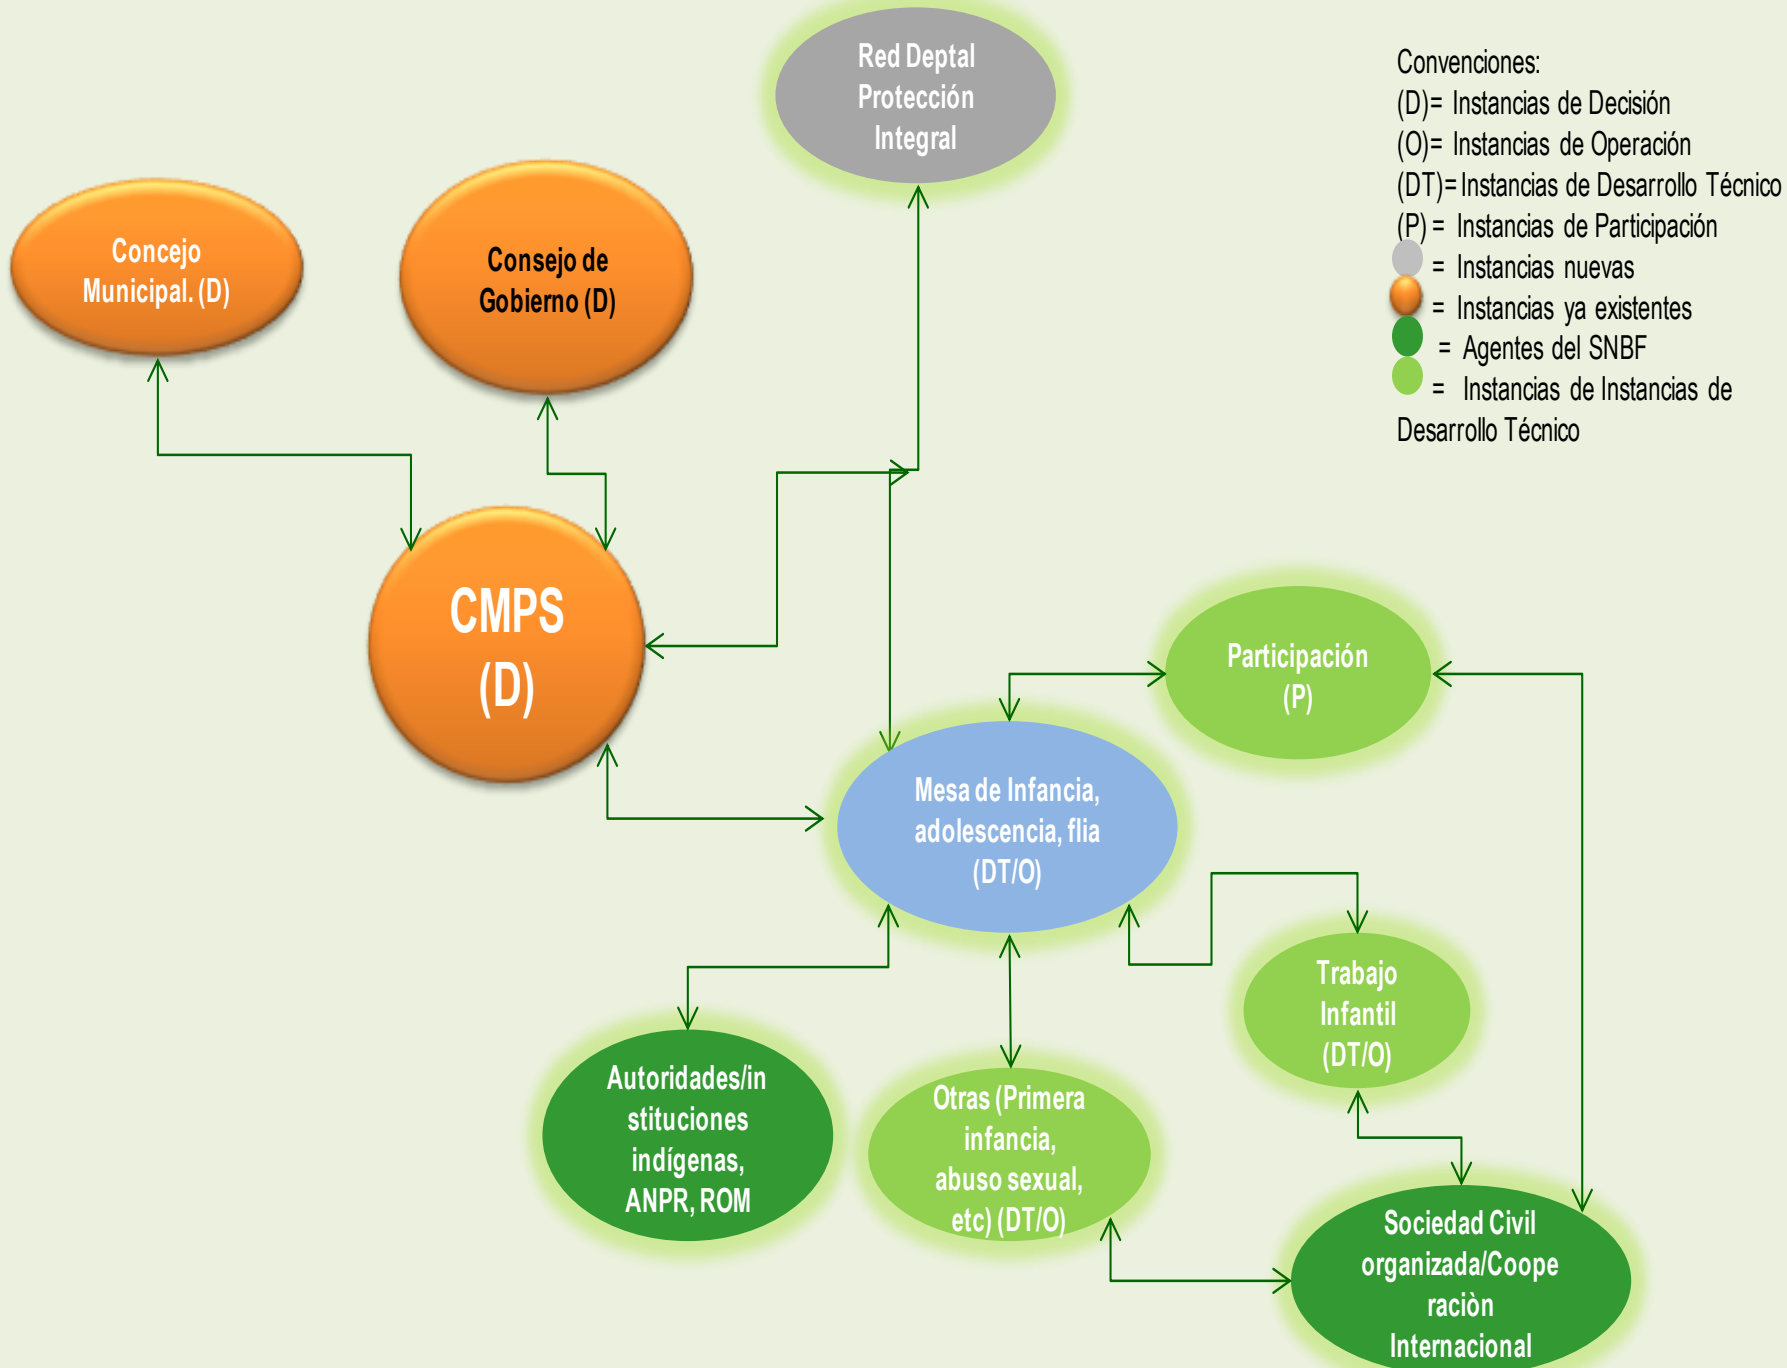 Red Deptal
Protección
Integral
Convenciones:
(D)= Instancias de Decisión
(O)= Instancias de Operación
(DT)= Instancias de Desarrollo Técnico
(P) = Instancias de Participación
= Instancias nuevas
= Instancias ya existentes
= Agentes del SNBF
= Instancias de Instancias de
Desarrollo Técnico
Concejo
Municipal. (D)
Consejo de
Gobierno (D)
CMPS
(D)
Participación
(P)
Mesa de Infancia,
adolescencia, flia
(DT/O)
Trabajo
Infantil
(DT/O)
Autoridades/in
stituciones
indígenas,
ANPR, ROM
Otras (Primera
infancia,
abuso sexual,
etc) (DT/O)
Sociedad Civil
organizada/Coope
raciòn
Internacional